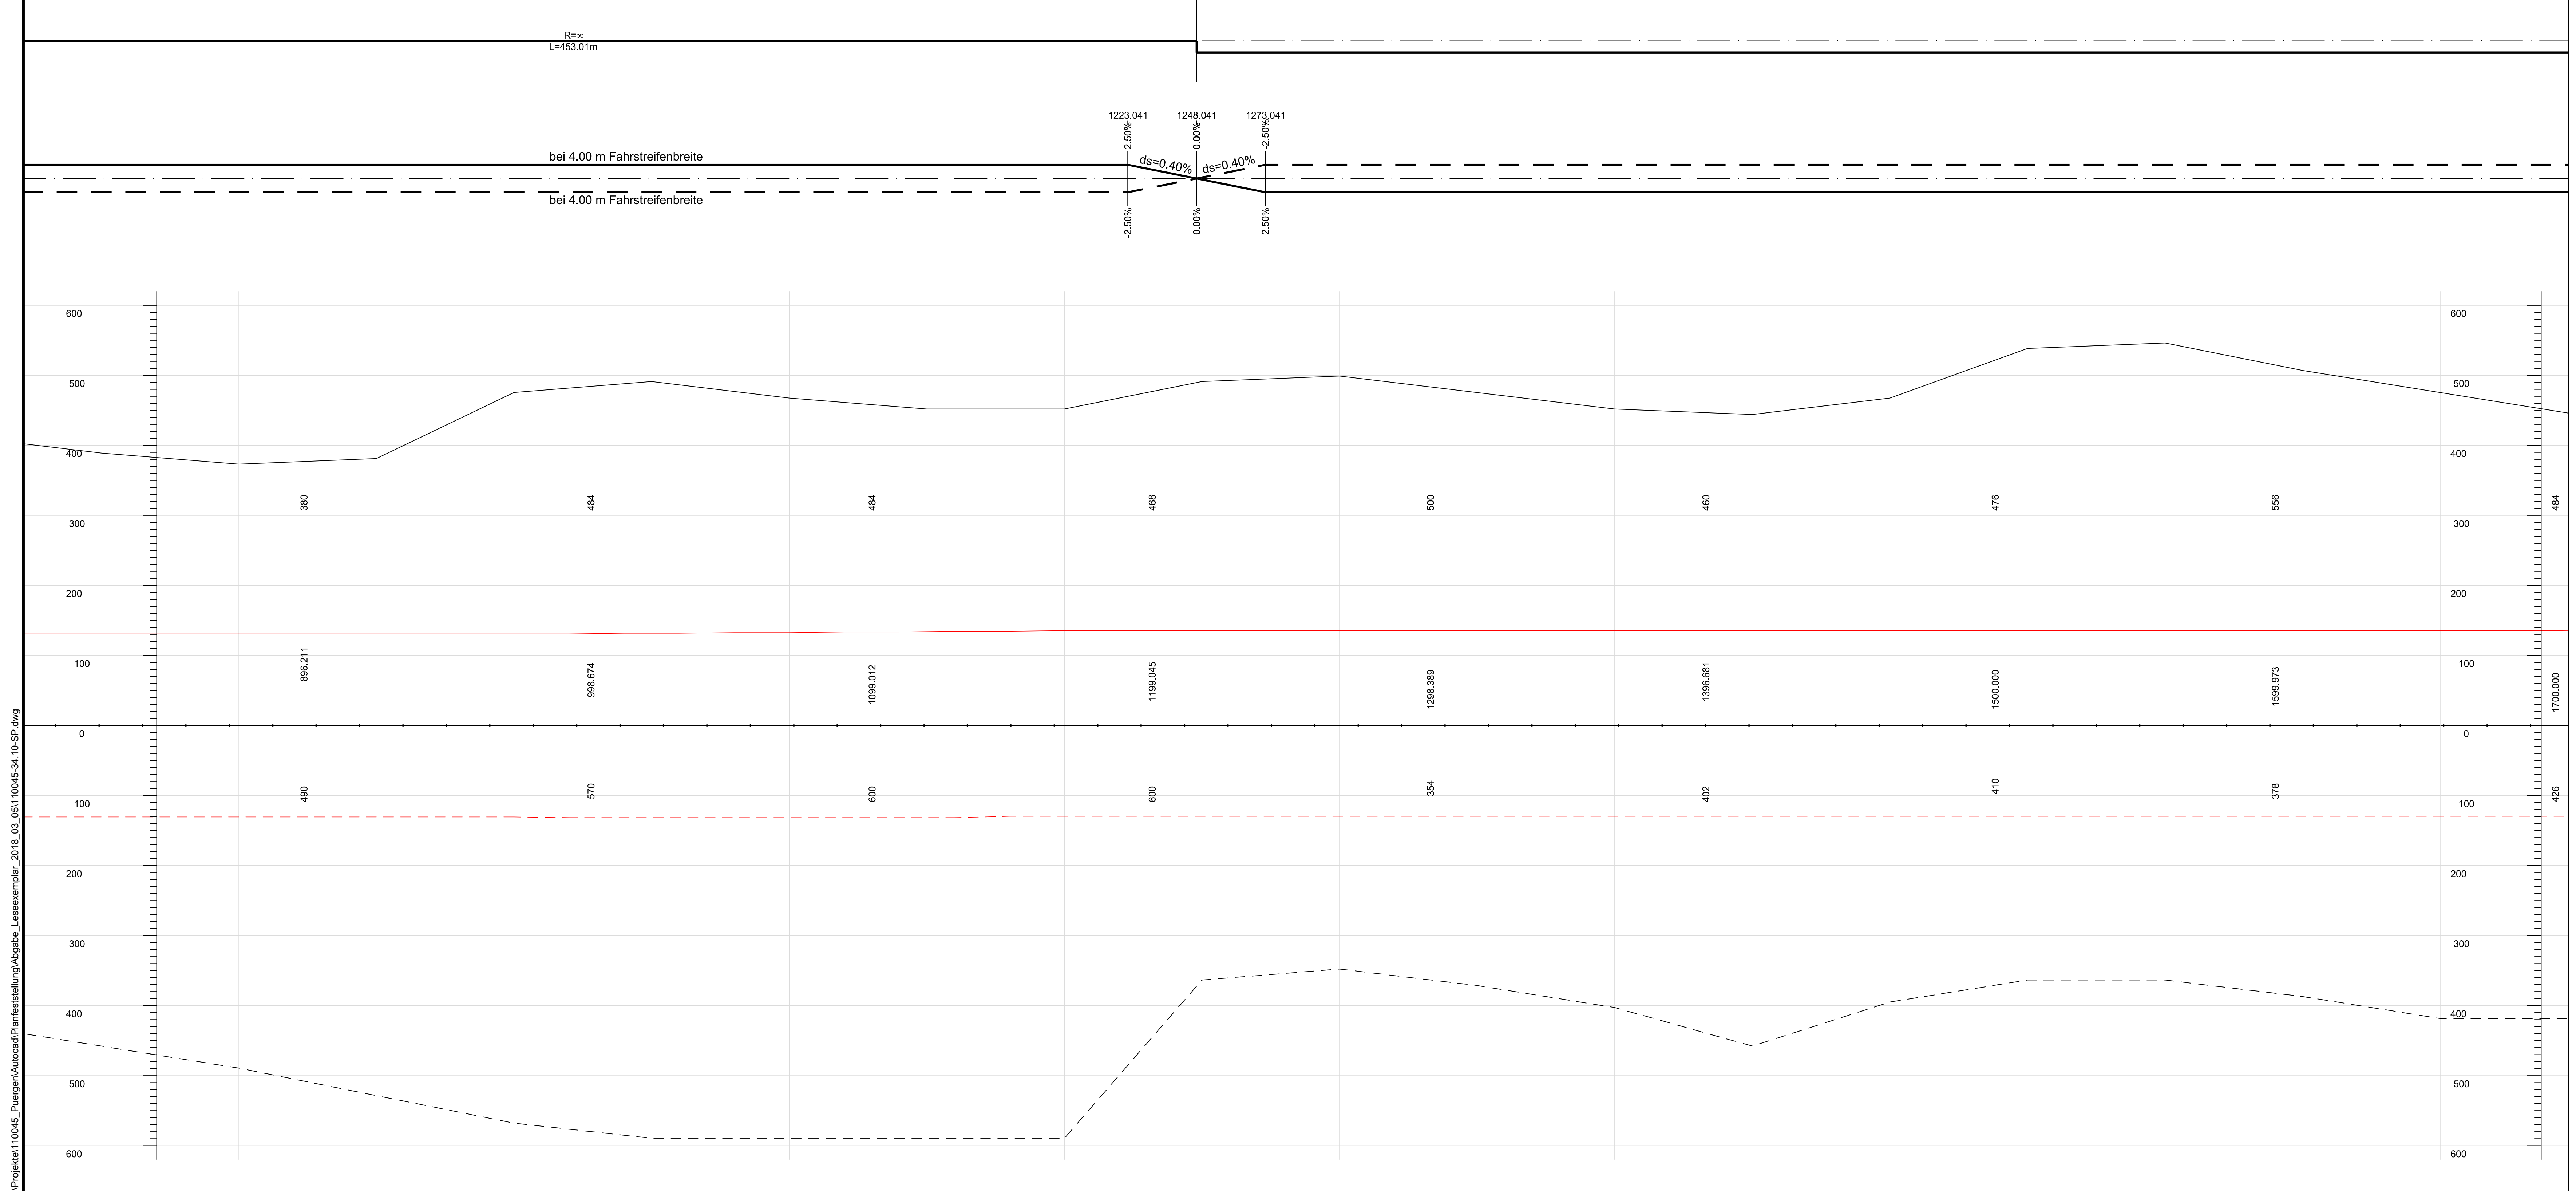 R=∞
L=453.01m
1223.041 1248.041 1273.041
2.50% 0.00% -2.50%
bei 4.00 m Fahrstreifenbreite
ds=0.40% ds=0.40%
bei 4.00 m Fahrstreifenbreite
-2.50% 0.00% 2.50%
600 600
500 500
400 400
380 484 484 468 500 460 476 556 484
300 300
200 200
100 100
896.211 998.674 1099.012 1199.045 1298.389 1396.681 1500.000 1599.973 1700.000
0 0
490 570 600 600 354 402 410 378 426
100 100
200 200
300 300
400 400
500 500
600 600
\Projekte\110045_Puergen\Autocad\Planfeststellung\Abgabe_Leseexemplar_2018_03_05\110045-34.10-SP.dwg